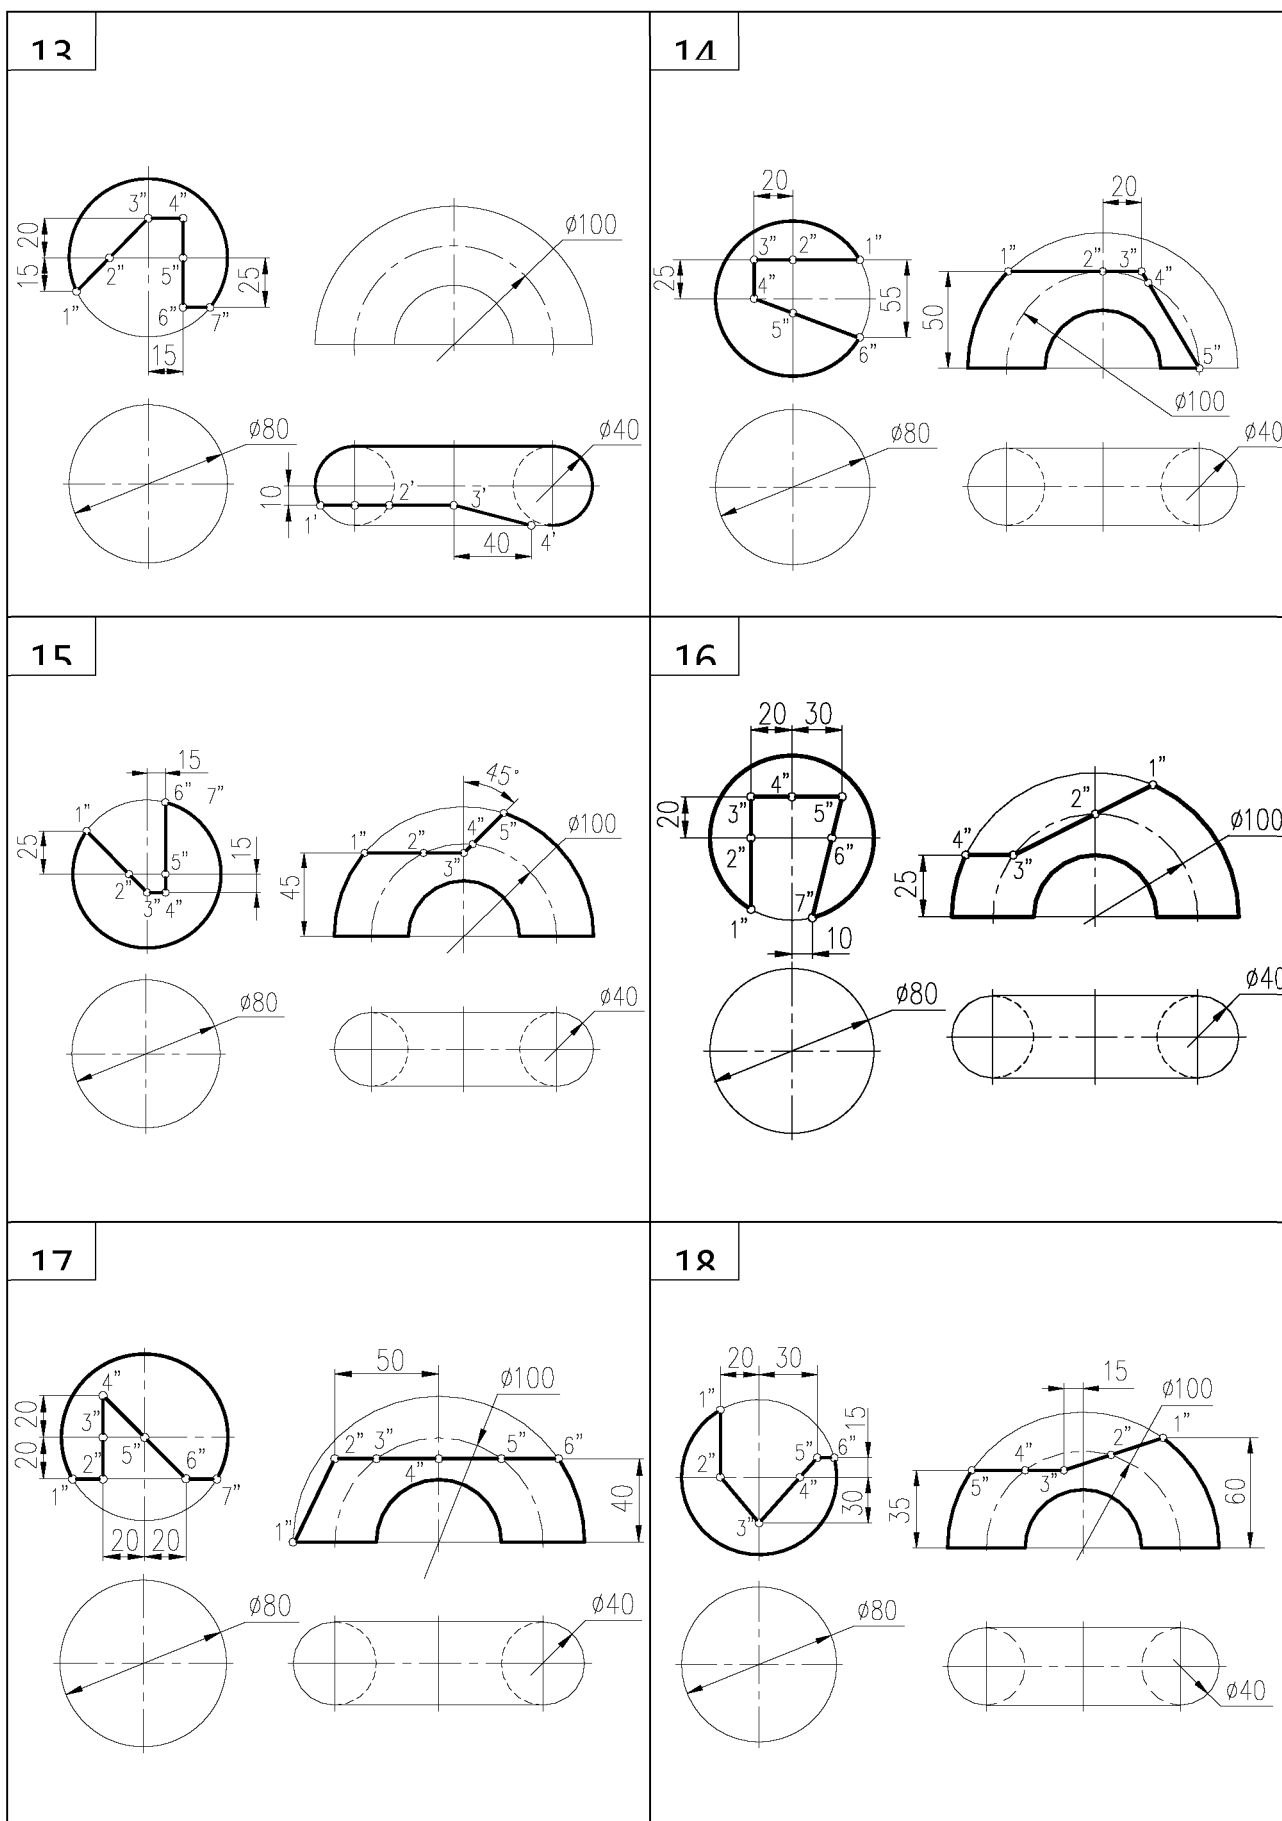 13
3" 4"
20
15
2" 5"
25
1" 6" 7"
15
ø100
ø80
ø40
10
1' 2' 3' 4'
40
14
20
3" 2" 1"
25
4"
5"
55
6"
20
1" 2" 3" 4"
50
5"
ø100
ø80
ø40
15
15
6" 7"
1"
25
5"
15
2" 3" 4"
45°
1" 2" 3" 4" 5"
ø100
45
ø80
ø40
16
20 30
3" 4" 5"
20
2" 6"
1" 7"
10
1"
2"
4" 3"
ø100
25
ø80
ø40
17
4"
20
3" 5"
20
1" 2" 6" 7"
20 20
50
ø100
2" 3" 4" 5" 6"
1"
40
ø80
ø40
18
20 30
1"
15
5" 6"
2" 4"
3"
30
15
ø100
1"
2"
5" 4" 3"
35
60
ø80
ø40